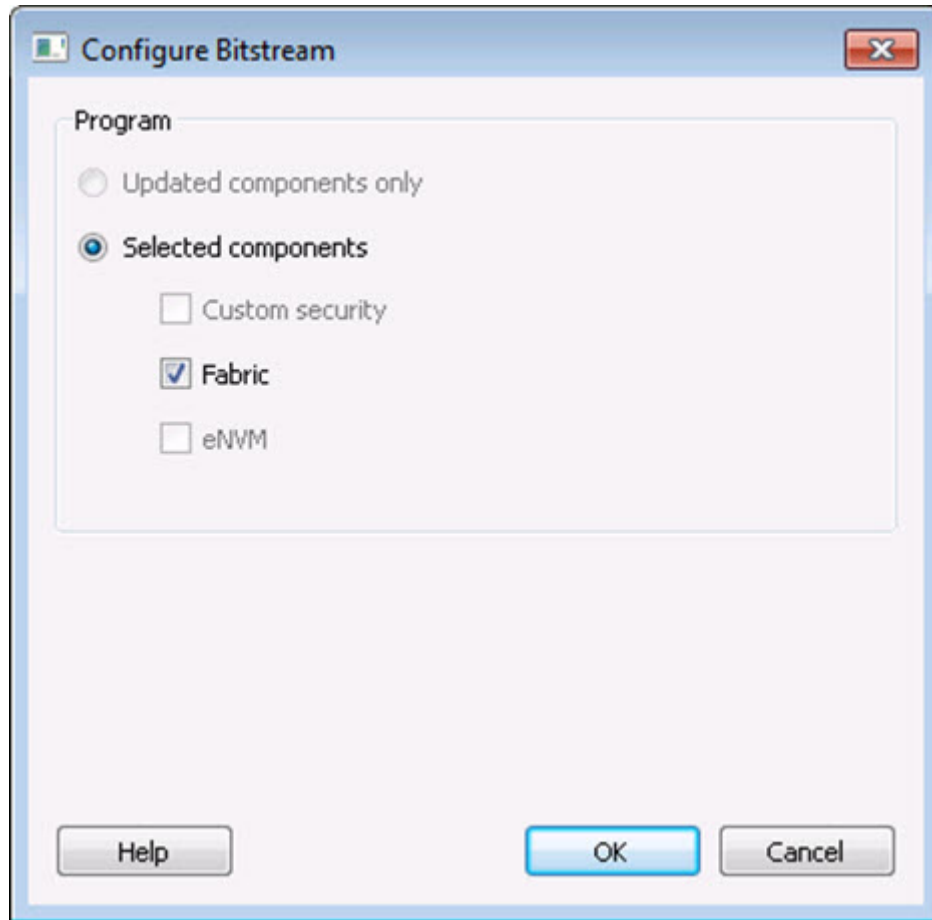 Configure Bitstream
Program
Updated components only
Selected components
Custom security
Fabric
eNVM
Help
OK
Cancel